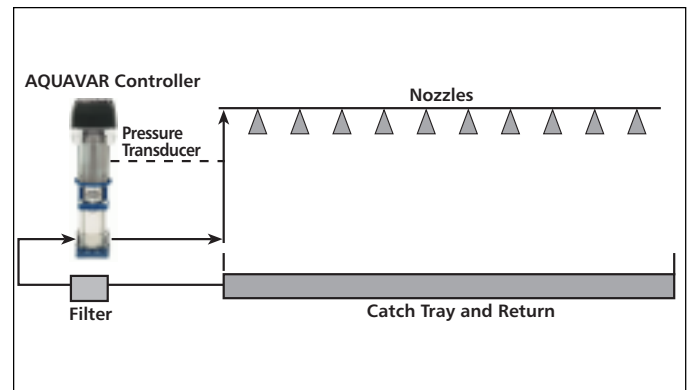 AQUAVAR Controller
Nozzles
Pressure
Transducer
Filter
Catch Tray and Return